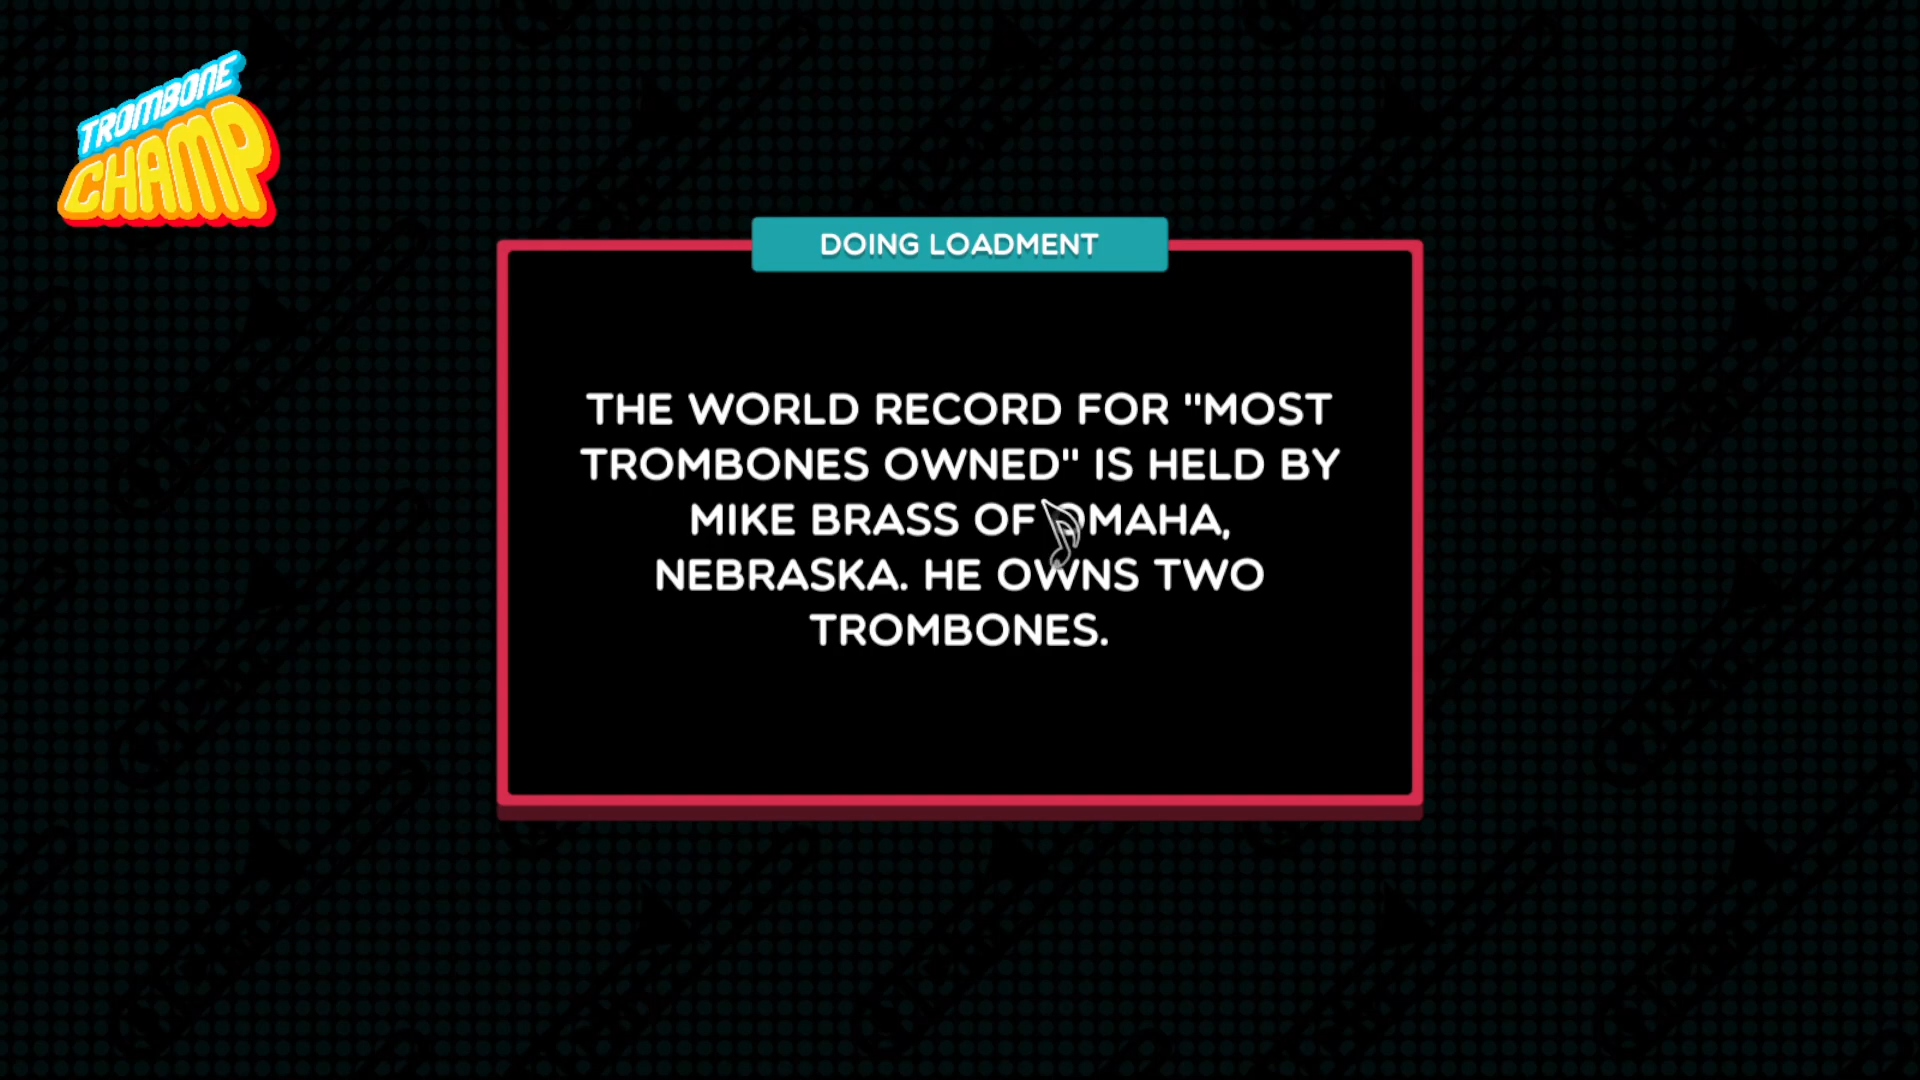 TROMBONE
CHAMP
DOING LOADMENT
THE WORLD RECORD FOR "MOST
TROMBONES OWNED" IS HELD BY
MIKE BRASS OF OMAHA,
NEBRASKA. HE OWNS TWO
TROMBONES.